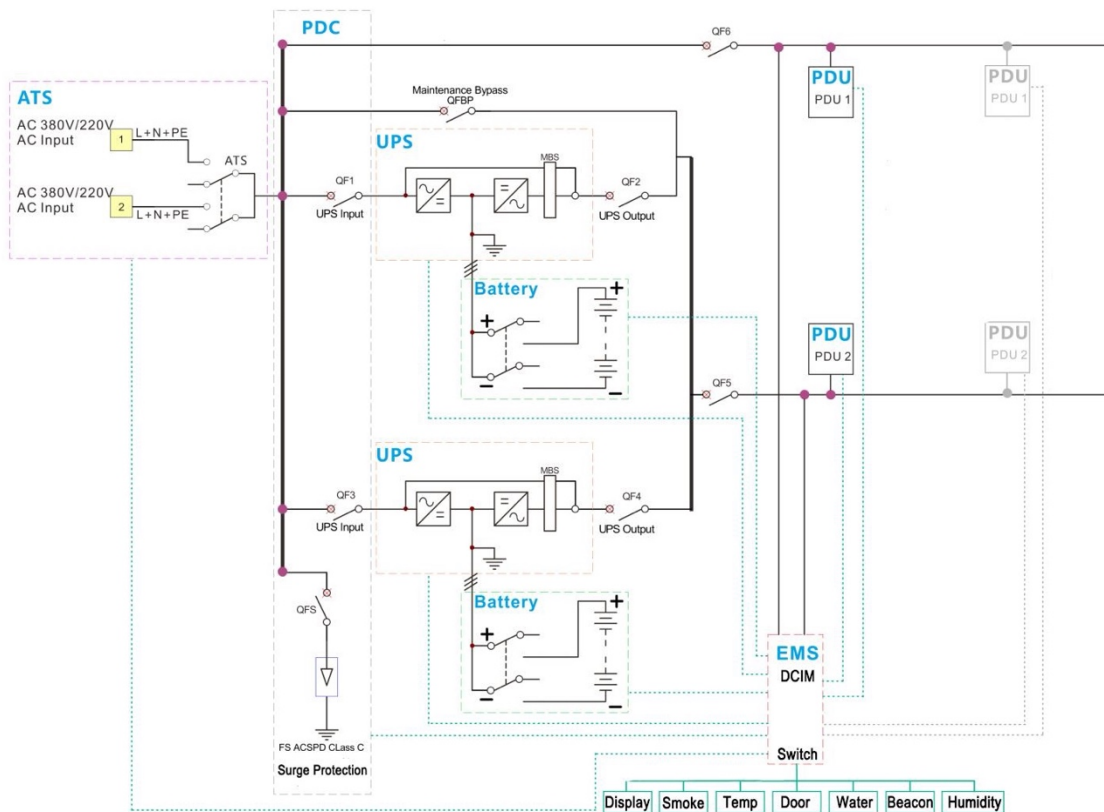 PDC
QF6
PDU
PDU 1
PDU
PDU 1
ATS
AC 380V/220V
AC Input
1
L+N+PE
ATS
AC 380V/220V
AC Input
2
L+N+PE
Maintenance Bypass
QFBP
UPS
MBS
QF1
UPS Input
QF2
UPS Output
Battery
+
+
−
−
PDU
PDU 2
PDU
PDU 2
QF5
UPS
MBS
QF3
UPS Input
QF4
UPS Output
Battery
+
+
−
−
QFS
FS ACSPD CLass C
Surge Protection
EMS
DCIM
Switch
Display
Smoke
Temp
Door
Water
Beacon
Humidity